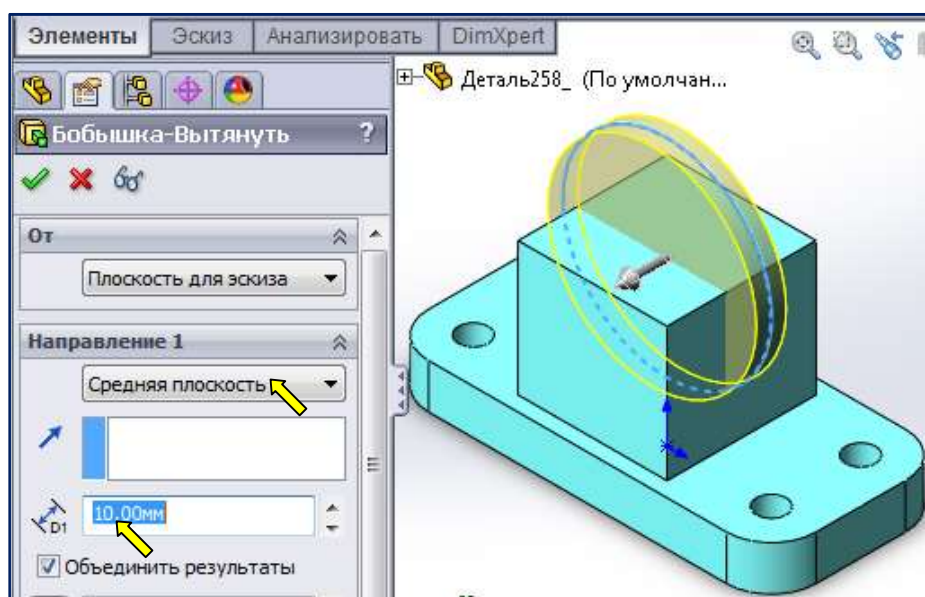 Элементы Эскиз Анализировать DimXpert
Деталь258_ (По умолчан...
Бобышка-Вытянуть ?
От
Плоскость для эскиза
Направление 1
Средняя плоскость
D1 10.00мм
Объединить результаты